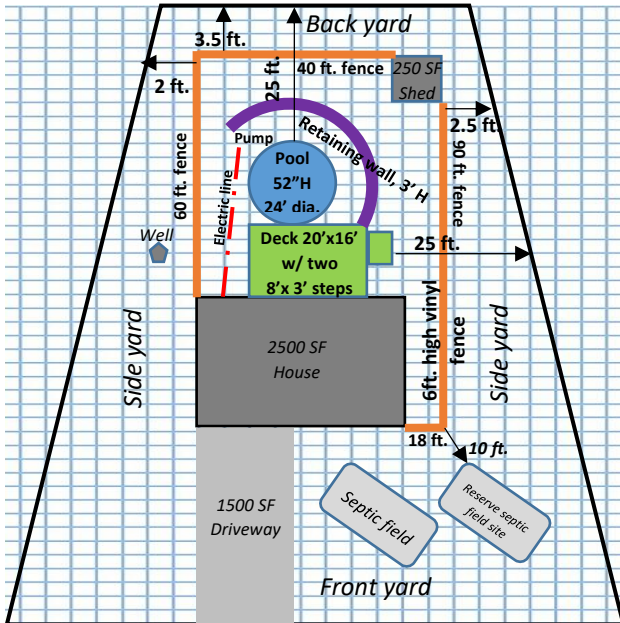 Back yard
3.5 ft.
2 ft.
25 ft.
40 ft. fence
250 SF
Shed
2.5 ft.
60 ft. fence
Pump
Retaining wall, 3’ H
90 ft. fence
Pool
52”H
24’ dia.
Electric line
Well
Deck 20’x16’
w/ two
8’x 3’ steps
25 ft.
Side yard
2500 SF
House
6ft. high vinyl
fence
Side yard
18 ft.
10 ft.
1500 SF
Driveway
Septic field
Reserve septic
field site
Front yard